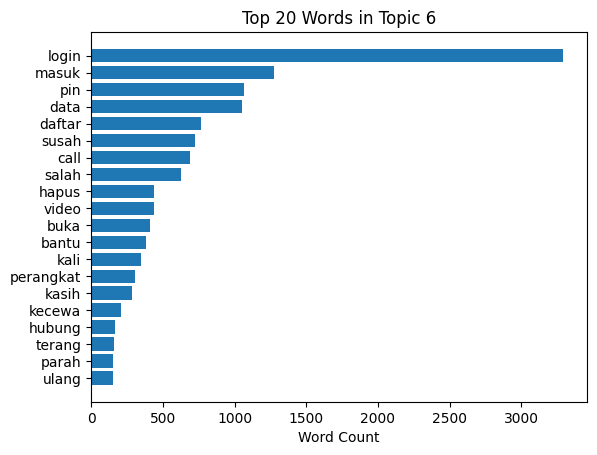 Top 20 Words in Topic 6
login
masuk
pin
data
daftar
susah
call
salah
hapus
video
buka
bantu
kali
perangkat
kasih
kecewa
hubung
terang
parah
ulang
0 500 1000 1500 2000 2500 3000
Word Count